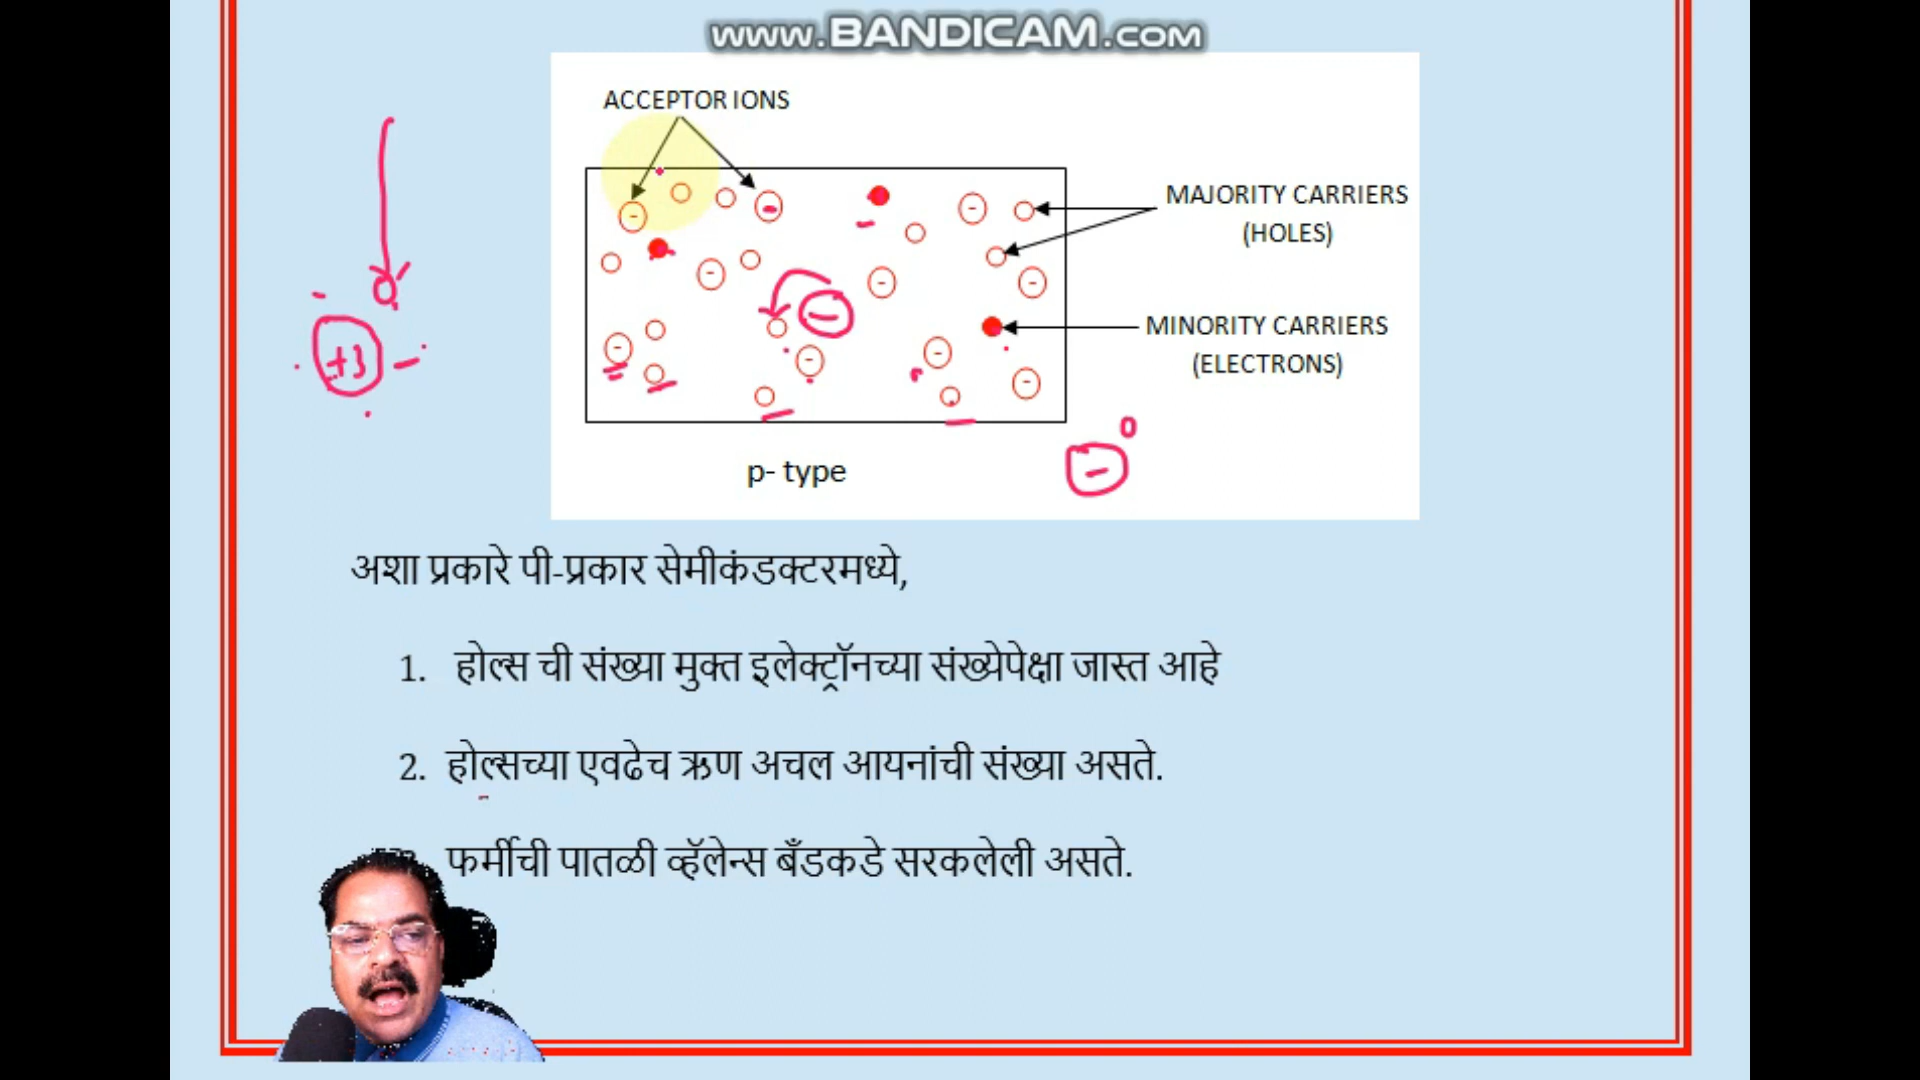 www.BANDICAM.com
ACCEPTOR IONS
MAJORITY CARRIERS
(HOLES)
MINORITY CARRIERS
(ELECTRONS)
+3
p- type
अशा प्रकारे पी-प्रकार सेमीकंडक्टरमध्ये,
1. होल्स ची संख्या मुक्त इलेक्ट्रॉनच्या संख्येपेक्षा जास्त आहे
2. होल्सच्या एवढेच ऋण अचल आयनांची संख्या असते.
फर्मीची पातळी व्हॅलेन्स बँडकडे सरकलेली असते.